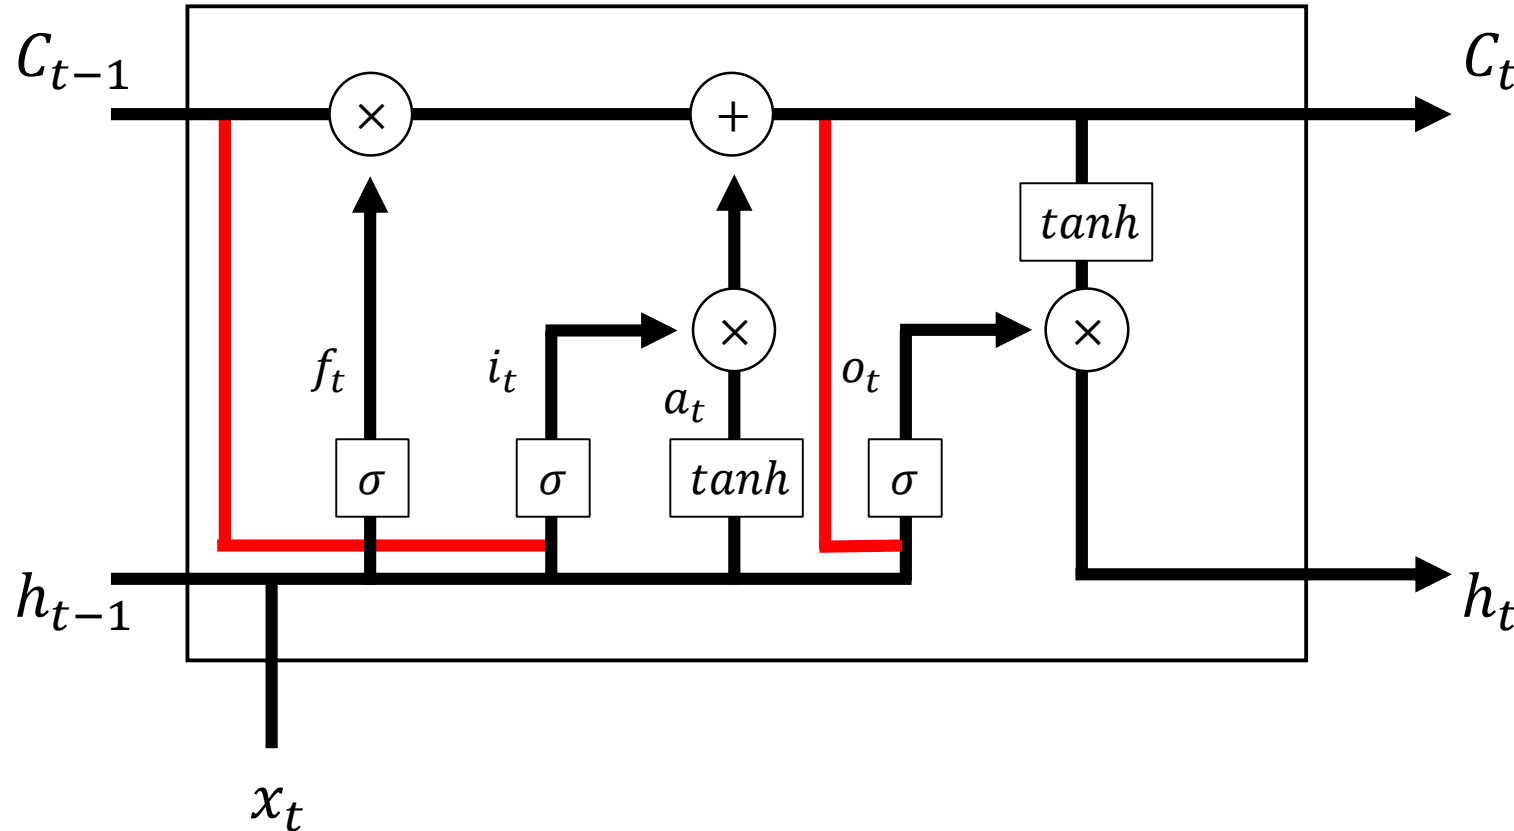 C_{t−1}
C_t
×
+
tanh
×
×
f_t
i_t
a_t
o_t
σ
σ
tanh
σ
h_{t−1}
h_t
x_t